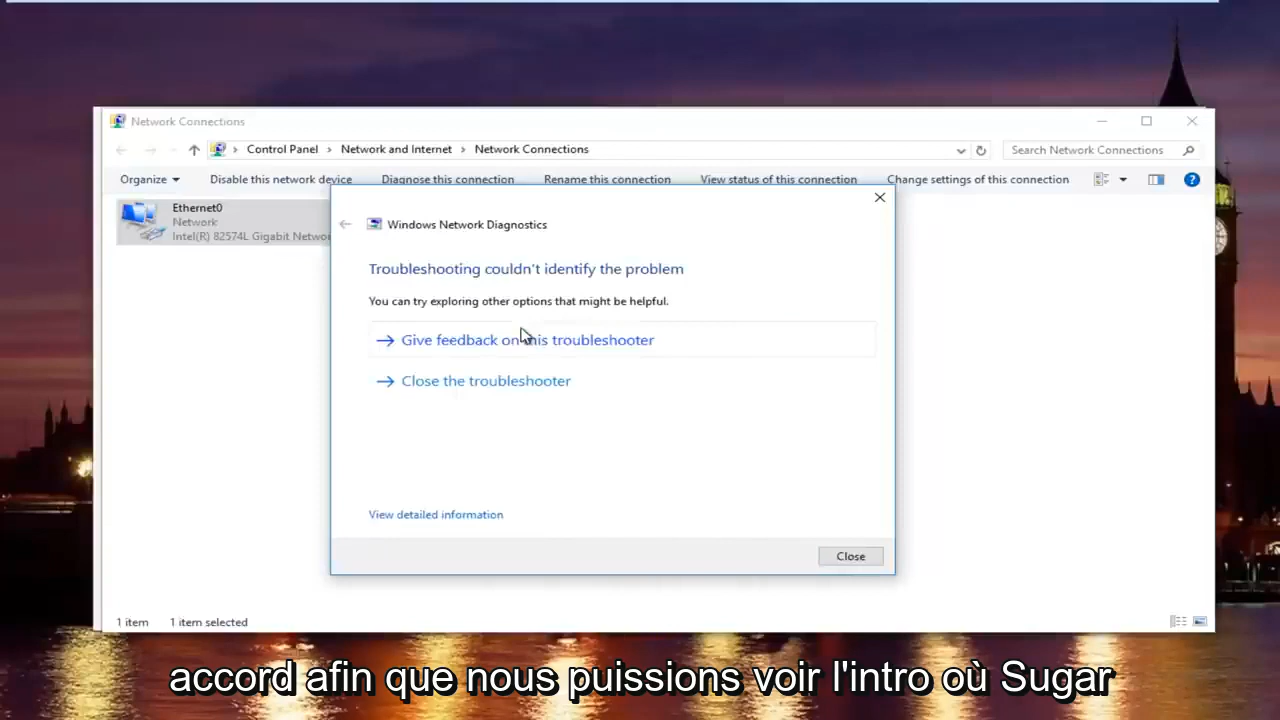 Network Connections
Control Panel > Network and Internet > Network Connections
Search Network Connections
Organize
Disable this network device
Diagnose this connection
Rename this connection
View status of this connection
Change settings of this connection
Ethernet0
Network
Intel(R) 82574L Gigabit Netwo
Windows Network Diagnostics
Troubleshooting couldn't identify the problem
You can try exploring other options that might be helpful.
Give feedback on this troubleshooter
Close the troubleshooter
View detailed information
Close
1 item
1 item selected
accord afin que nous puissions voir l'intro où Sugar